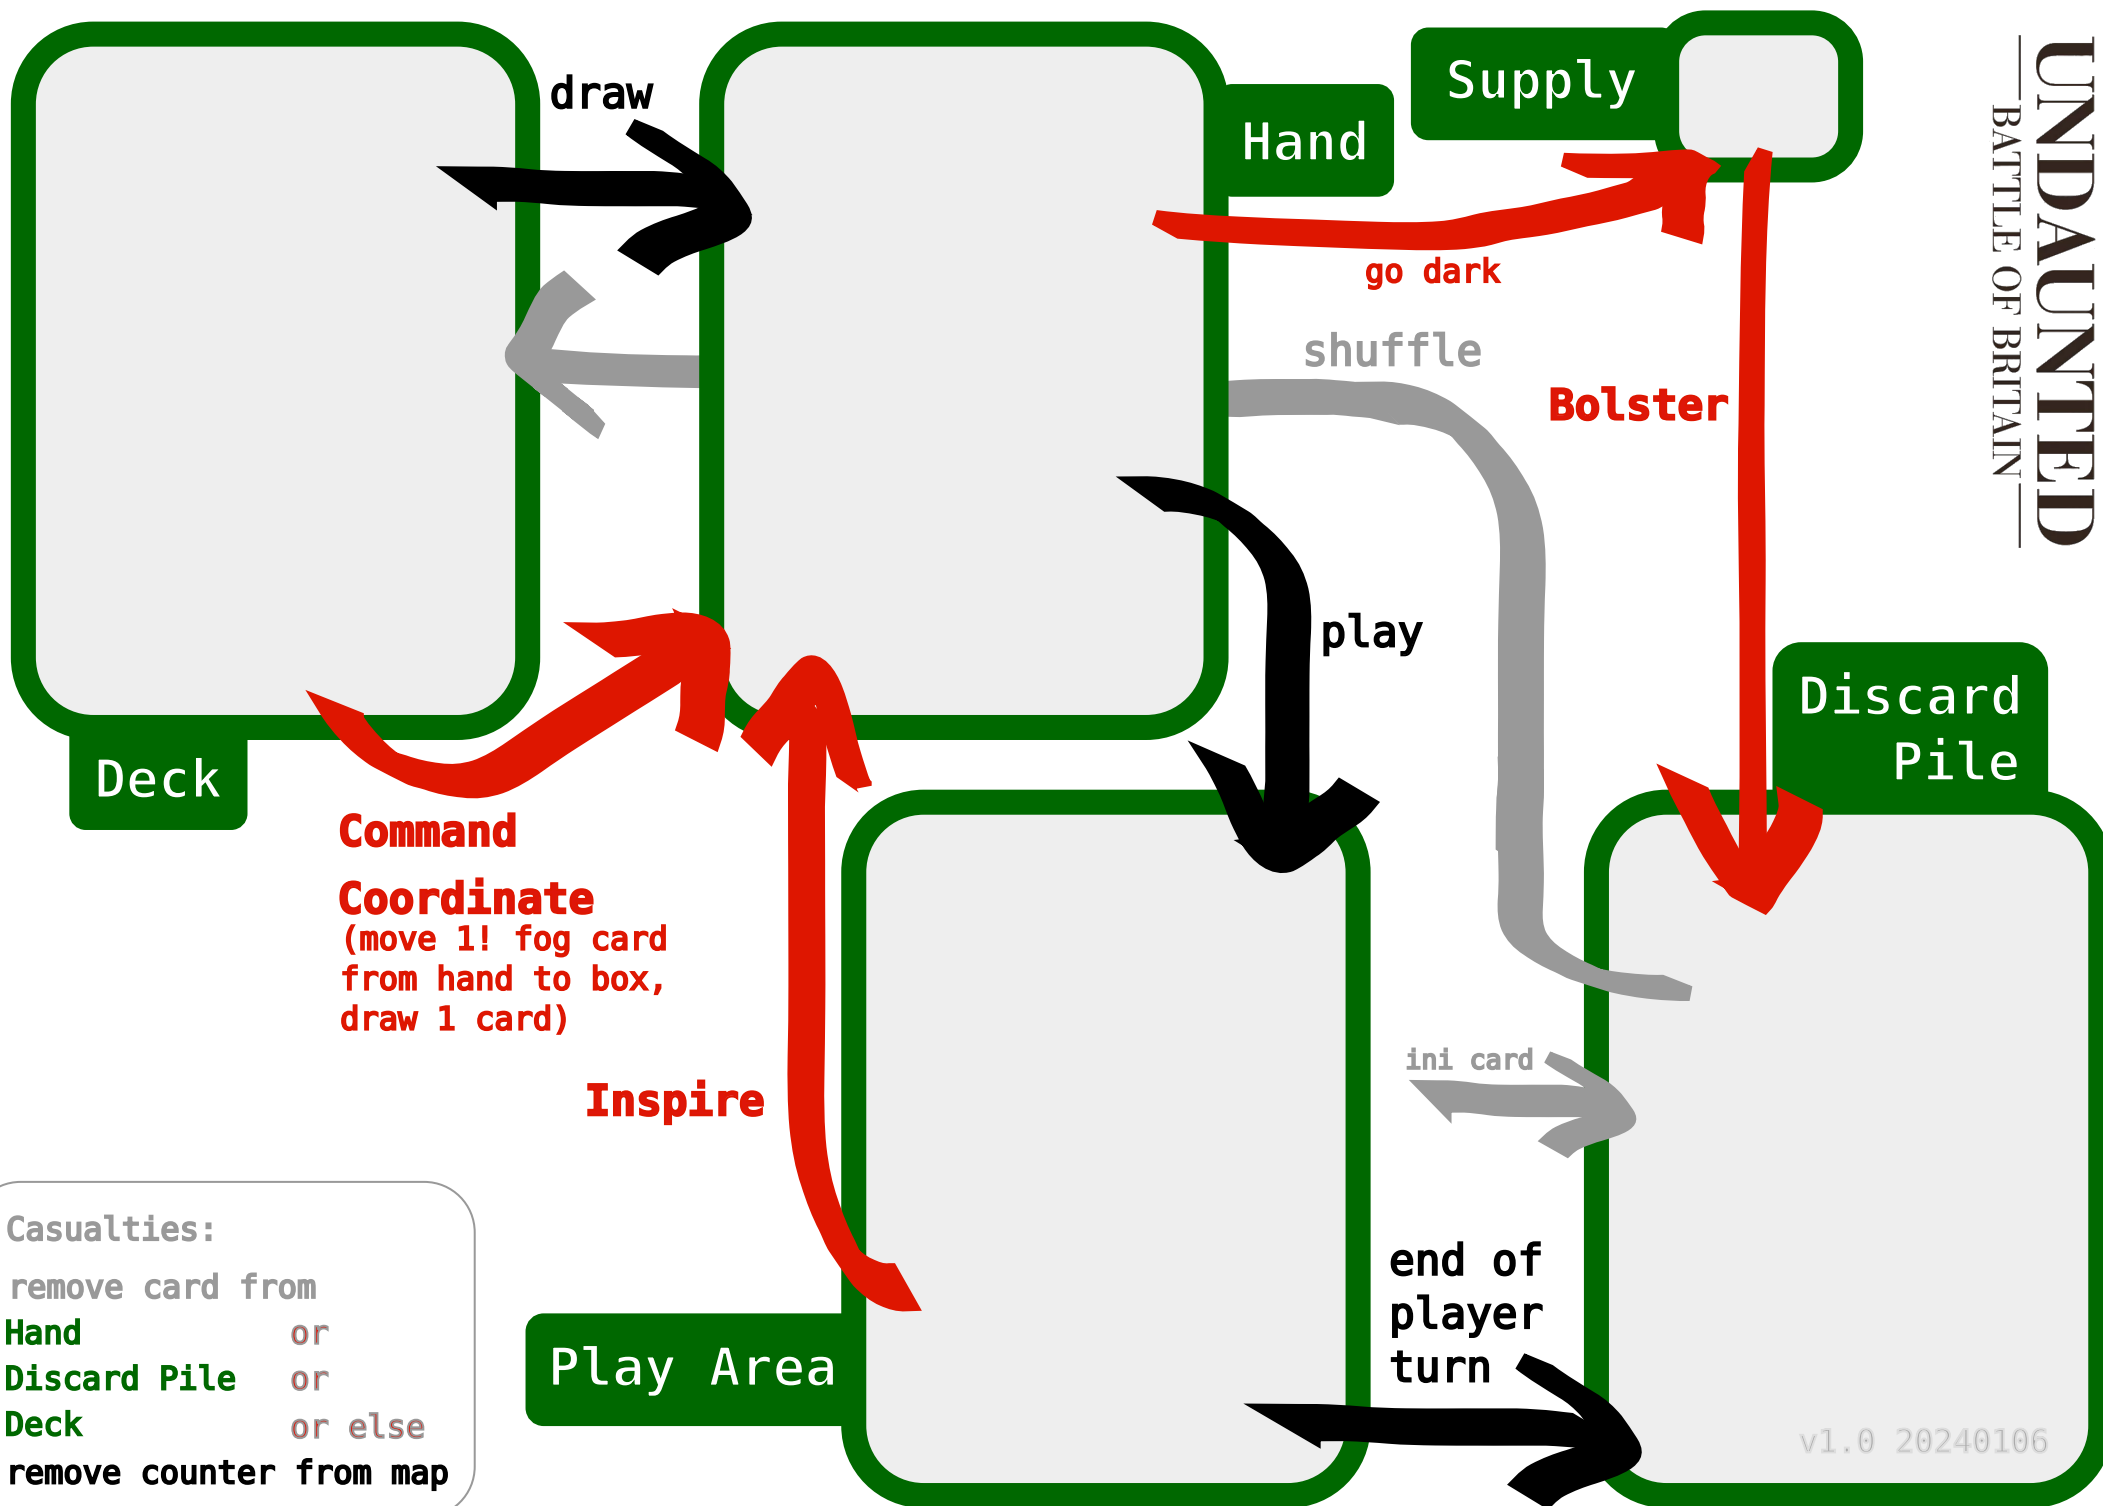 draw
Hand
Supply
UNDAUNTED
BATTLE OF BRITAIN
go dark
shuffle
Bolster
play
Discard
Pile
Deck
Command
Coordinate
(move 1! fog card
from hand to box,
draw 1 card)
Inspire
ini card
Casualties:
remove card from
Hand or
Discard Pile or
Deck or else
remove counter from map
Play Area
end of
player
turn
v1.0 20240106